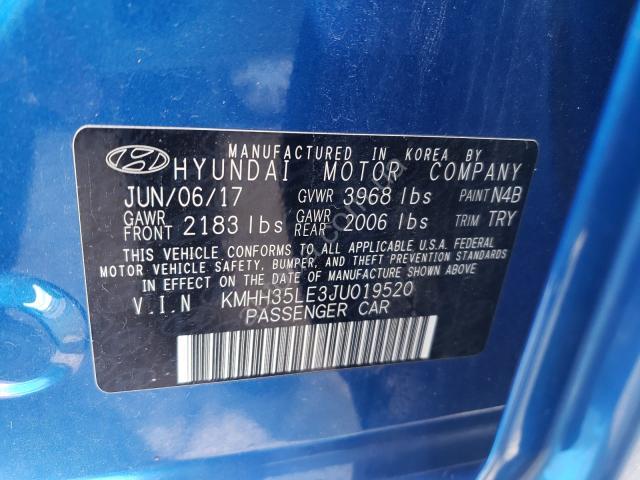 MANUFACTURED IN KOREA BY
HYUNDAI MOTOR COMPANY
JUN/06/17 GVWR 3968 lbs PAINT N4B
GAWR FRONT 2183 lbs GAWR REAR 2006 lbs TRIM TRY
THIS VEHICLE CONFORMS TO ALL APPLICABLE U.S.A. FEDERAL
MOTOR VEHICLE SAFETY, BUMPER, AND THEFT PREVENTION STANDARDS
IN EFFECT ON THE DATE OF MANUFACTURE SHOWN ABOVE.
V.I.N KMHH35LE3JU019520
PASSENGER CAR